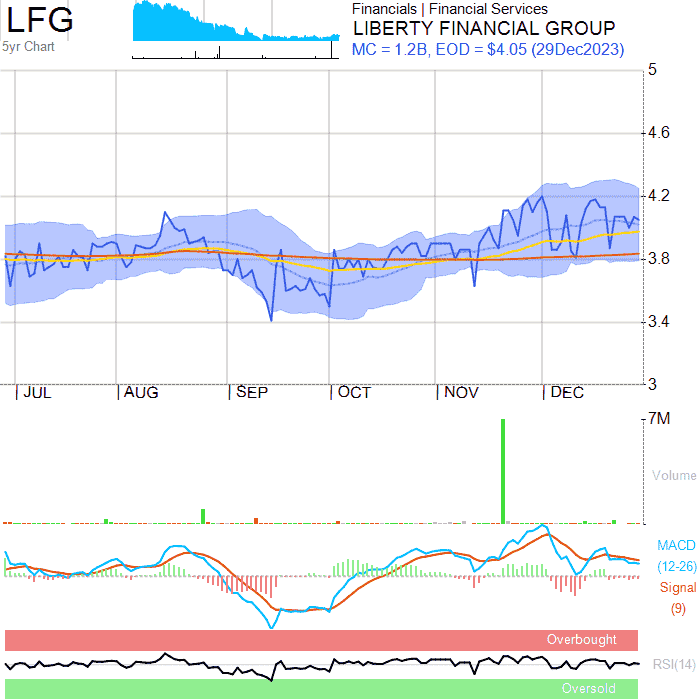 LFG
5yr Chart
Financials | Financial Services
LIBERTY FINANCIAL GROUP
MC = 1.2B, EOD = $4.05 (29Dec2023)
5
4.6
4.2
3.8
3.4
3
JUL
AUG
SEP
OCT
NOV
DEC
7M
Volume
MACD
(12-26)
Signal
(9)
Overbought
RSI(14)
Oversold